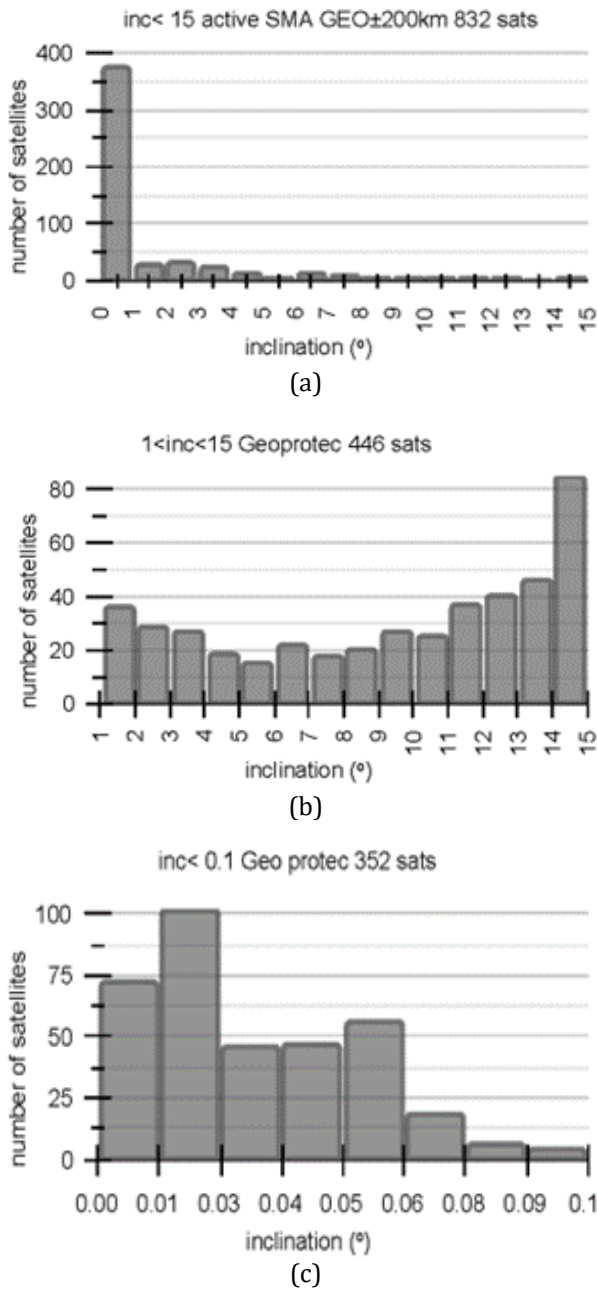 inc< 15 active SMA GEO±200km 832 sats
400
300
200
100
0
number of satellites
0 1 2 3 4 5 6 7 8 9 10 11 12 13 14 15
inclination (º)
(a)
1<inc<15 Geoprotec 446 sats
80
60
40
20
0
number of satellites
1 2 3 4 5 6 7 8 9 10 11 12 13 14 15
inclination (º)
(b)
inc< 0.1 Geo protec 352 sats
100
75
50
25
0
number of satellites
0.00 0.01 0.03 0.04 0.05 0.06 0.08 0.09 0.1
inclination (º)
(c)